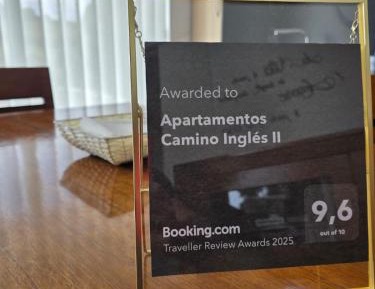 Awarded to
Apartamentos
Camino Inglés II
Booking.com
Traveller Review Awards 2025
9,6
out of 10